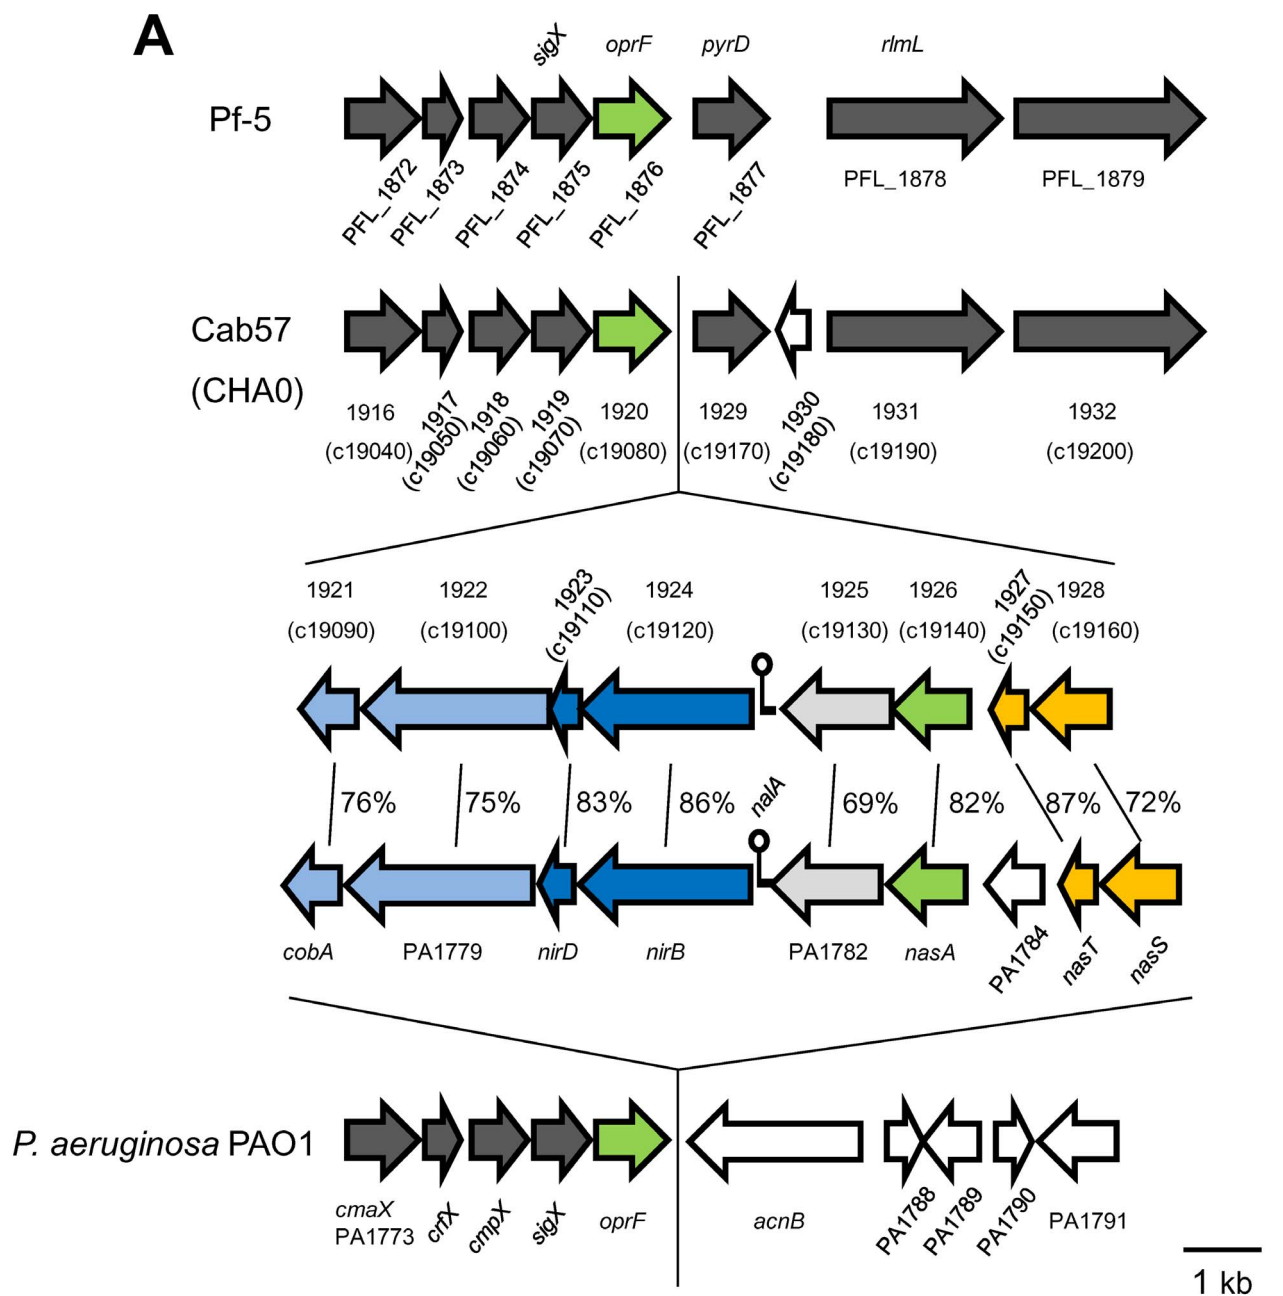 A
sigX oprF pyrD rlmL
Pf-5
PFL_1872 PFL_1873 PFL_1874 PFL_1875 PFL_1876 PFL_1877 PFL_1878 PFL_1879
Cab57
(CHA0)
1916 1917 1918 1919 1920 1929 1930 1931 1932
(c19040) (c19050) (c19060) (c19070) (c19080) (c19170) (c19180) (c19190) (c19200)
1921 1922 1923 1924 1925 1926 1927 1928
(c19090) (c19100) (c19110) (c19120) (c19130) (c19140) (c19150) (c19160)
76% 75% 83% 86% nalA 69% 82% 87% 72%
cobA PA1779 nirD nirB PA1782 nasA PA1784 nasT nasS
P. aeruginosa PAO1
cmaX crfX cmpX sigX oprF acnB PA1788 PA1789 PA1790 PA1791
PA1773
1 kb